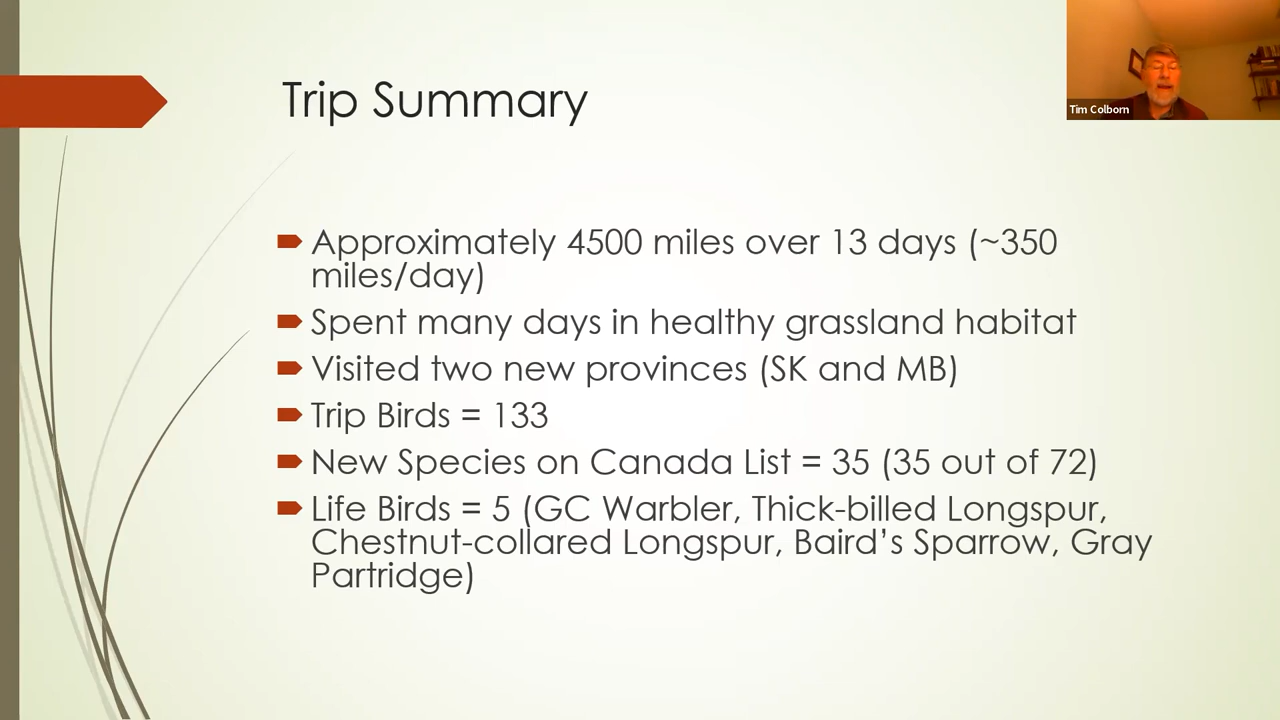 Trip Summary
Tim Colborn
Approximately 4500 miles over 13 days (~350
miles/day)
Spent many days in healthy grassland habitat
Visited two new provinces (SK and MB)
Trip Birds = 133
New Species on Canada List = 35 (35 out of 72)
Life Birds = 5 (GC Warbler, Thick-billed Longspur,
Chestnut-collared Longspur, Baird’s Sparrow, Gray
Partridge)